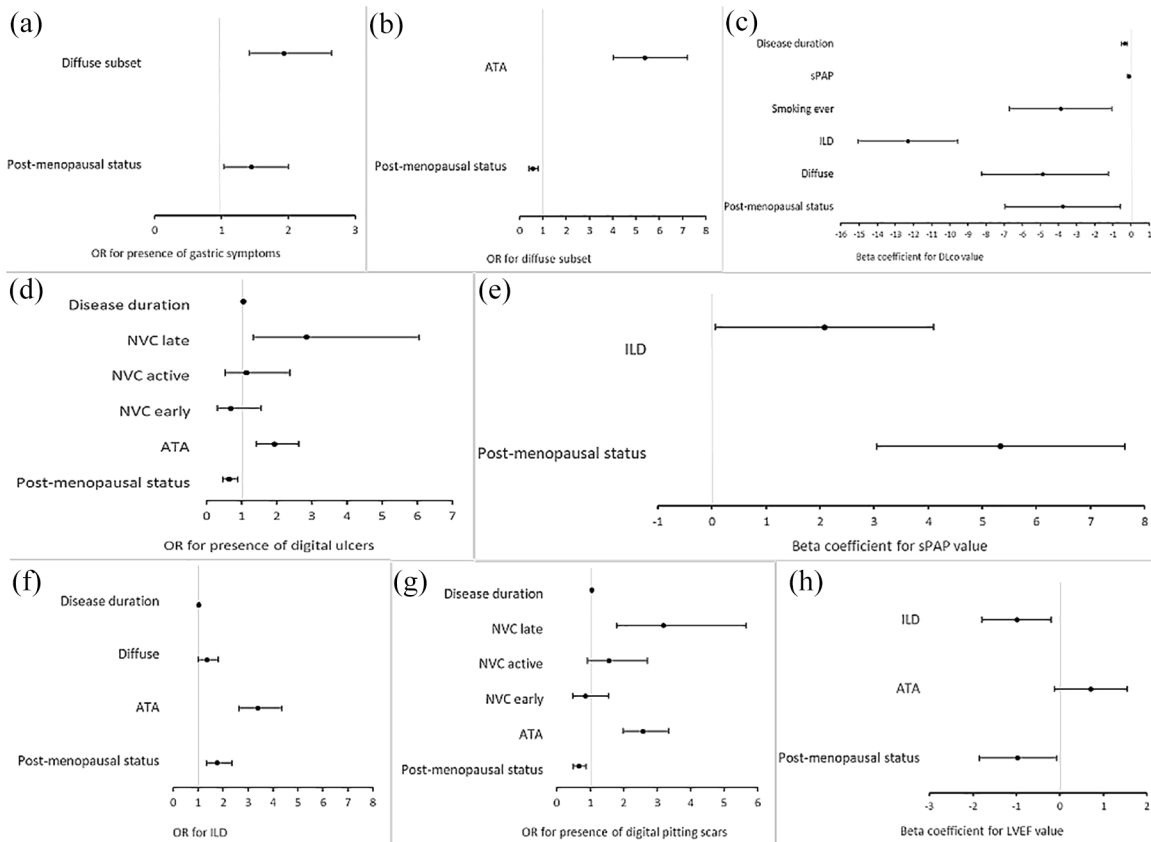 (a)
Diffuse subset
Post-menopausal status
0 1 2 3
OR for presence of gastric symptoms
(b)
ATA
Post-menopausal status
0 1 2 3 4 5 6 7 8
OR for diffuse subset
(c)
Disease duration
sPAP
Smoking ever
ILD
Diffuse
Post-menopausal status
-16 -15 -14 -13 -12 -11 -10 -9 -8 -7 -6 -5 -4 -3 -2 -1 0 1
Beta coefficient for DLco value
(d)
Disease duration
NVC late
NVC active
NVC early
ATA
Post-menopausal status
0 1 2 3 4 5 6 7
OR for presence of digital ulcers
(e)
ILD
Post-menopausal status
-1 0 1 2 3 4 5 6 7 8
Beta coefficient for sPAP value
(f)
Disease duration
Diffuse
ATA
Post-menopausal status
0 1 2 3 4 5 6 7 8
OR for ILD
(g)
Disease duration
NVC late
NVC active
NVC early
ATA
Post-menopausal status
0 1 2 3 4 5 6
OR for presence of digital pitting scars
(h)
ILD
ATA
Post-menopausal status
-3 -2 -1 0 1 2
Beta coefficient for LVEF value